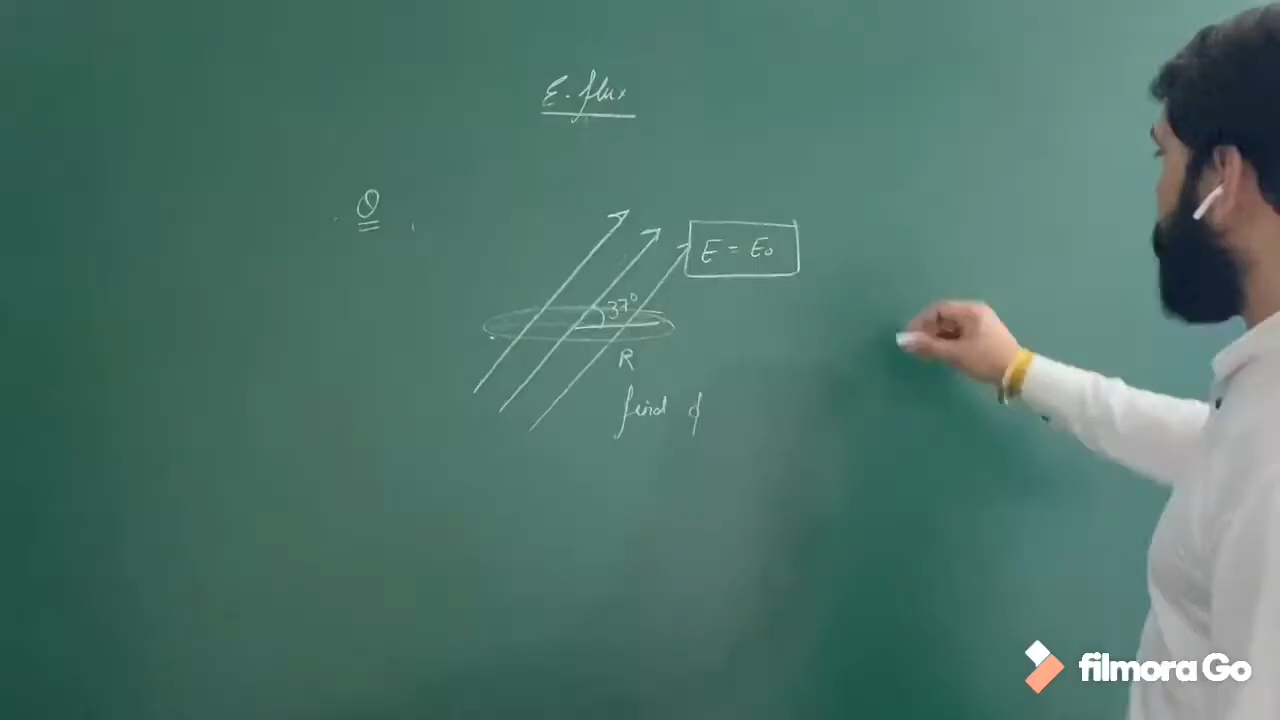 E. flux
Q
E = E₀
37°
R
find ϕ
filmora Go